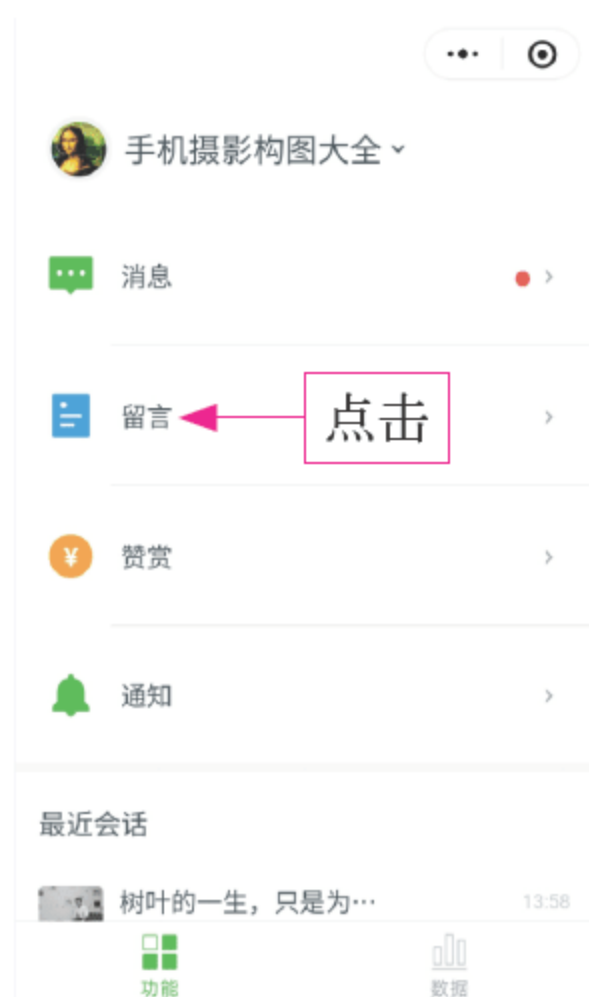 手机摄影构图大全
消息
留言
点击
赞赏
通知
最近会话
树叶的一生，只是为…
13:58
功能
数据